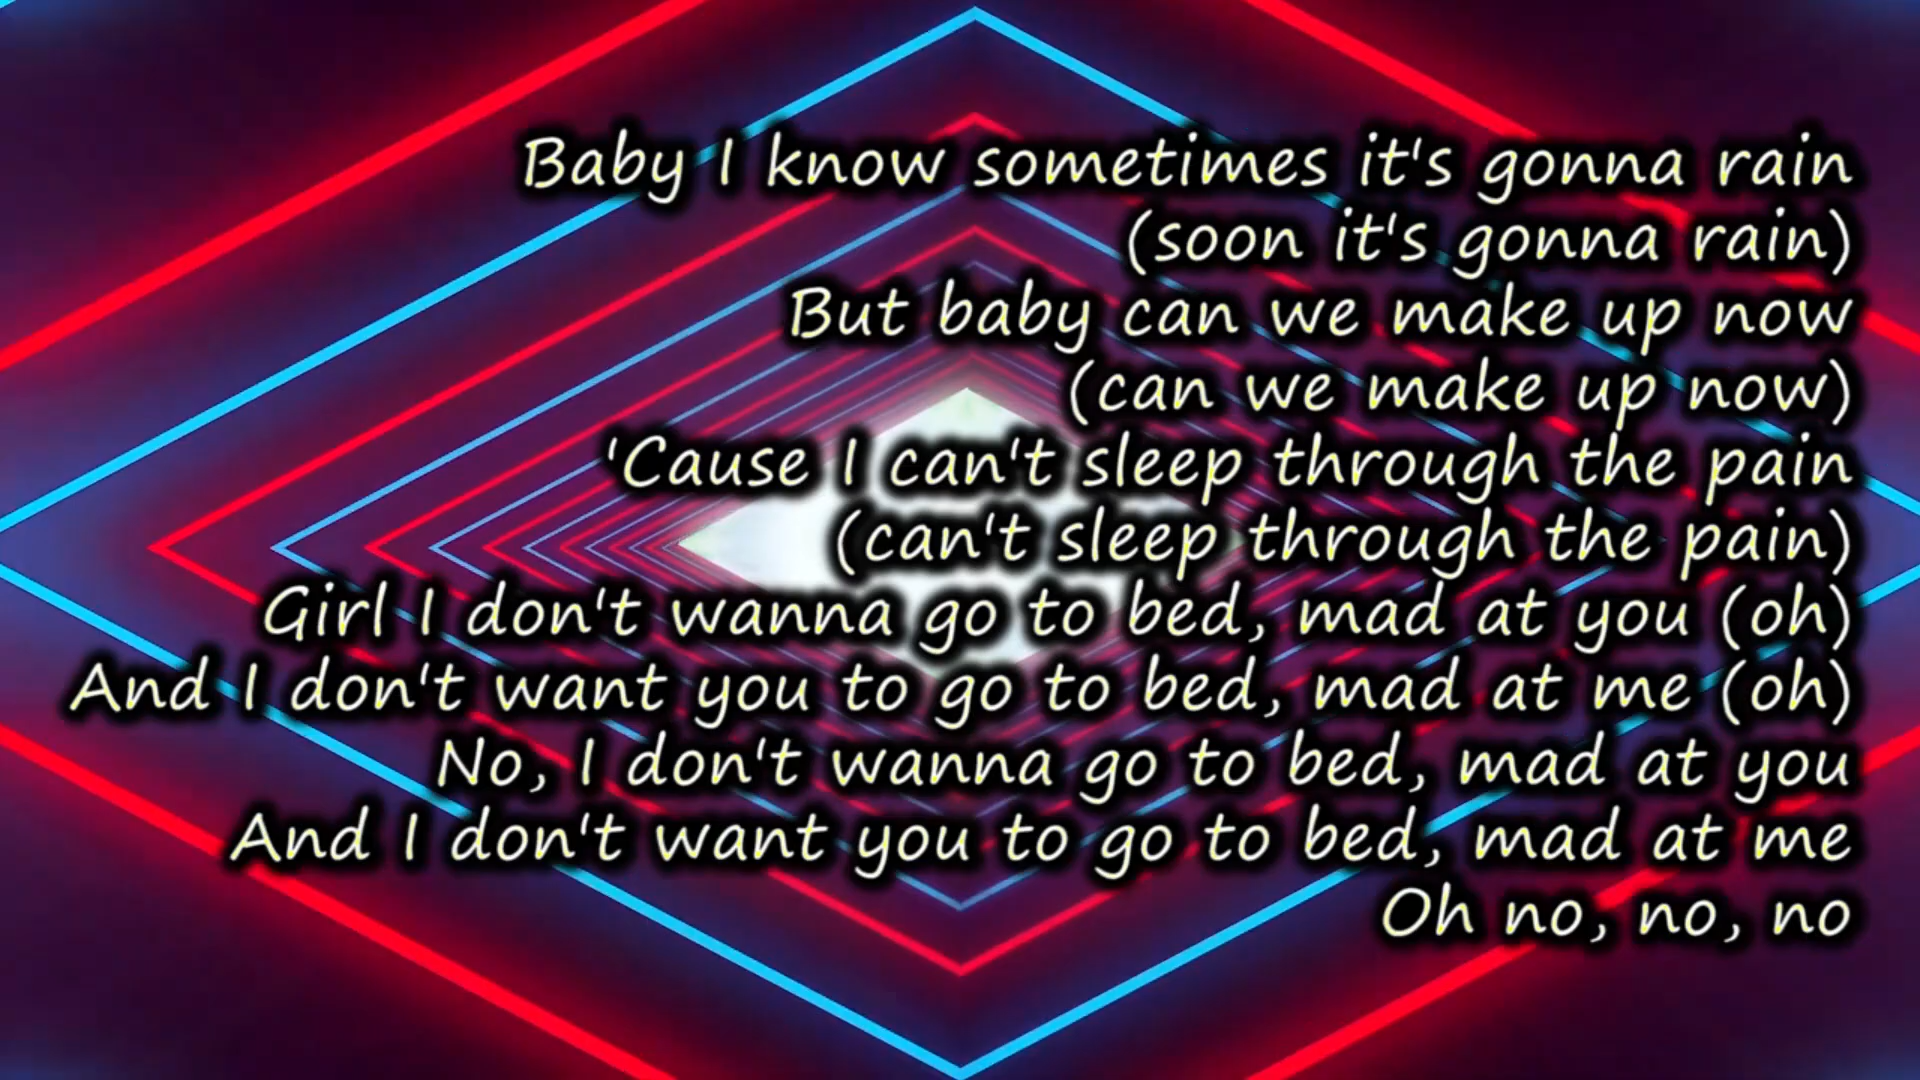 Baby I know sometimes it's gonna rain
(soon it's gonna rain)
But baby can we make up now
(can we make up now)
'Cause I can't sleep through the pain
(can't sleep through the pain)
Girl I don't wanna go to bed, mad at you (oh)
And I don't want you to go to bed, mad at me (oh)
No, I don't wanna go to bed, mad at you
And I don't want you to go to bed, mad at me
Oh no, no, no